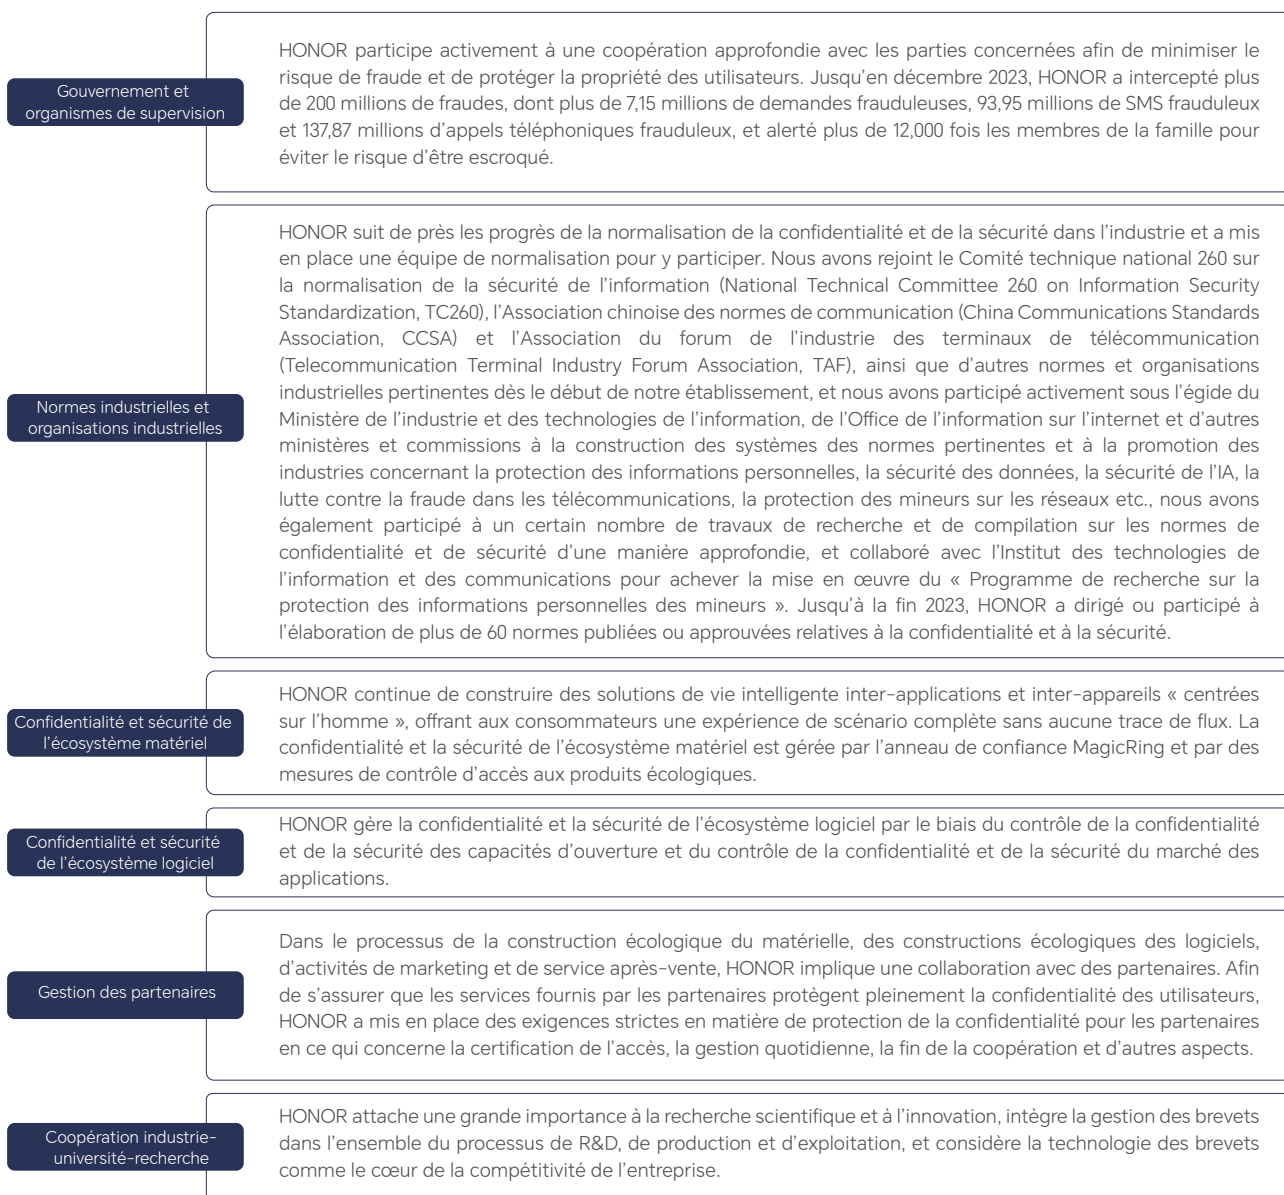 Gouvernement et
organismes de supervision
HONOR participe activement à une coopération approfondie avec les parties concernées afin de minimiser le
risque de fraude et de protéger la propriété des utilisateurs. Jusqu'en décembre 2023, HONOR a intercepté plus
de 200 millions de fraudes, dont plus de 7,15 millions de demandes frauduleuses, 93,95 millions de SMS frauduleux
et 137,87 millions d'appels téléphoniques frauduleux, et alerté plus de 12,000 fois les membres de la famille pour
éviter le risque d'être escroqué.
Normes industrielles et
organisations industrielles
HONOR suit de près les progrès de la normalisation de la confidentialité et de la sécurité dans l'industrie et a mis
en place une équipe de normalisation pour y participer. Nous avons rejoint le Comité technique national 260 sur
la normalisation de la sécurité de l'information (National Technical Committee 260 on Information Security
Standardization, TC260), l'Association chinoise des normes de communication (China Communications Standards
Association, CCSA) et l'Association du forum de l'industrie des terminaux de télécommunication
(Telecommunication Terminal Industry Forum Association, TAF), ainsi que d'autres normes et organisations
industrielles pertinentes dès le début de notre établissement, et nous avons participé activement sous l'égide du
Ministère de l'industrie et des technologies de l'information, de l'Office de l'information sur l'internet et d'autres
ministères et commissions à la construction des systèmes des normes pertinentes et à la promotion des
industries concernant la protection des informations personnelles, la sécurité des données, la sécurité de l'IA, la
lutte contre la fraude dans les télécommunications, la protection des mineurs sur les réseaux etc., nous avons
également participé à un certain nombre de travaux de recherche et de compilation sur les normes de
confidentialité et de sécurité d'une manière approfondie, et collaboré avec l'Institut des technologies de
l'information et des communications pour achever la mise en œuvre du « Programme de recherche sur la
protection des informations personnelles des mineurs ». Jusqu'à la fin 2023, HONOR a dirigé ou participé à
l'élaboration de plus de 60 normes publiées ou approuvées relatives à la confidentialité et à la sécurité.
Confidentialité et sécurité de
l'écosystème matériel
HONOR continue de construire des solutions de vie intelligente inter-applications et inter-appareils « centrées
sur l'homme », offrant aux consommateurs une expérience de scénario complète sans aucune trace de flux. La
confidentialité et la sécurité de l'écosystème matériel est gérée par l'anneau de confiance MagicRing et par des
mesures de contrôle d'accès aux produits écologiques.
Confidentialité et sécurité
de l'écosystème logiciel
HONOR gère la confidentialité et la sécurité de l'écosystème logiciel par le biais du contrôle de la confidentialité
et de la sécurité des capacités d'ouverture et du contrôle de la confidentialité et de la sécurité du marché des
applications.
Gestion des partenaires
Dans le processus de la construction écologique du matérielle, des constructions écologiques des logiciels,
d'activités de marketing et de service après-vente, HONOR implique une collaboration avec des partenaires. Afin
de s'assurer que les services fournis par les partenaires protègent pleinement la confidentialité des utilisateurs,
HONOR a mis en place des exigences strictes en matière de protection de la confidentialité pour les partenaires
en ce qui concerne la certification de l'accès, la gestion quotidienne, la fin de la coopération et d'autres aspects.
Coopération industrie-
université-recherche
HONOR attache une grande importance à la recherche scientifique et à l'innovation, intègre la gestion des brevets
dans l'ensemble du processus de R&D, de production et d'exploitation, et considère la technologie des brevets
comme le cœur de la compétitivité de l'entreprise.